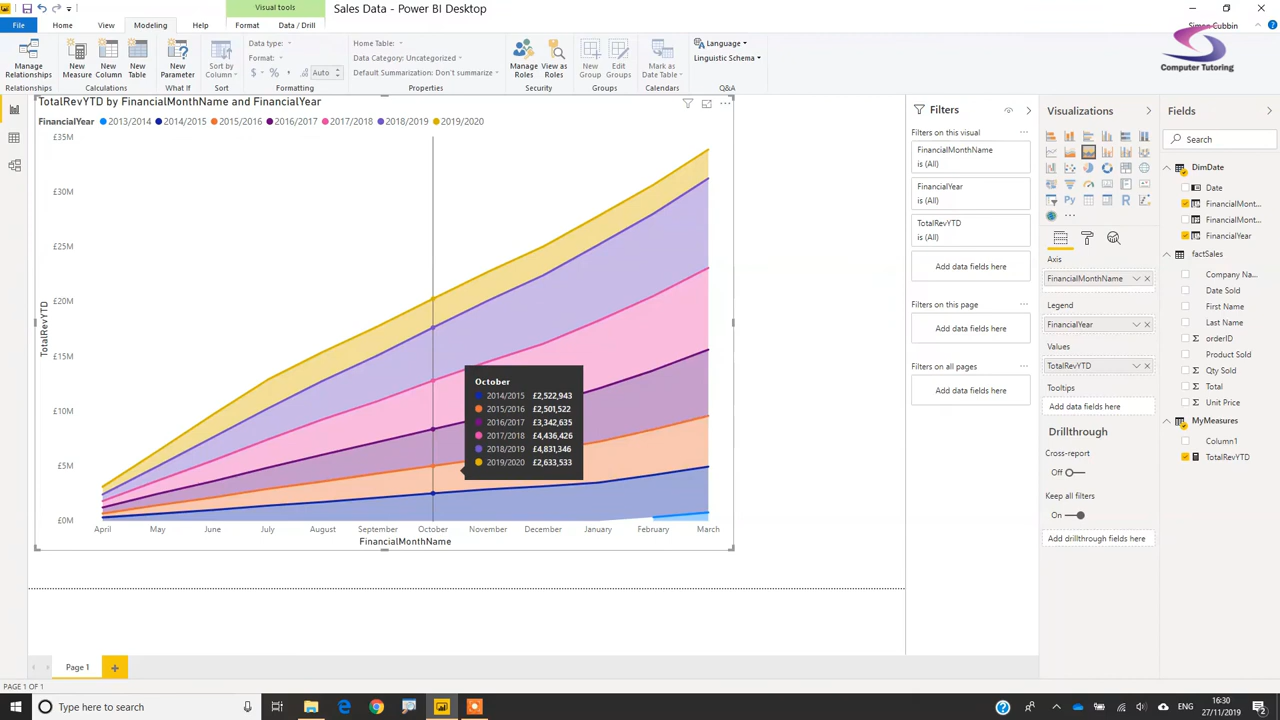 Visual tools
Sales Data - Power BI Desktop
File
Home
View
Modeling
Help
Format
Data / Drill
Simon Cubbin
Computer Tutoring
Manage
Relationships
Relationships
New
Measure
New
Column
New
Table
Calculations
New
Parameter
What If
Sort by
Column
Sort
Data type:
Format:
$ % , Auto
Formatting
Home Table:
Data Category: Uncategorized
Default Summarization: Don't summarize
Properties
Manage
Roles
View as
Roles
Security
New
Group
Edit
Groups
Groups
Mark as
Date Table
Calendars
Language
Linguistic Schema
Q&A
TotalRevYTD by FinancialMonthName and FinancialYear
FinancialYear 2013/2014 2014/2015 2015/2016 2016/2017 2017/2018 2018/2019 2019/2020
£35M
£30M
£25M
£20M
£15M
£10M
£5M
£0M
TotalRevYTD
October
2014/2015 £2,522,943
2015/2016 £2,501,522
2016/2017 £3,342,635
2017/2018 £4,436,426
2018/2019 £4,831,346
2019/2020 £2,633,533
April May June July August September October November December January February March
FinancialMonthName
Filters
Filters on this visual
FinancialMonthName
is (All)
FinancialYear
is (All)
TotalRevYTD
is (All)
Add data fields here
Filters on this page
Add data fields here
Filters on all pages
Add data fields here
Visualizations
Py
R
Axis
FinancialMonthName
Legend
FinancialYear
Values
TotalRevYTD
Tooltips
Add data fields here
Drillthrough
Cross-report
Off
Keep all filters
On
Add drillthrough fields here
Fields
Search
DimDate
Date
FinancialMont...
FinancialMont...
FinancialYear
factSales
Company Na...
Date Sold
First Name
Last Name
orderID
Product Sold
Qty Sold
Total
Unit Price
MyMeasures
Column1
TotalRevYTD
Page 1
PAGE 1 OF 1
Type here to search
ENG
16:30
27/11/2019